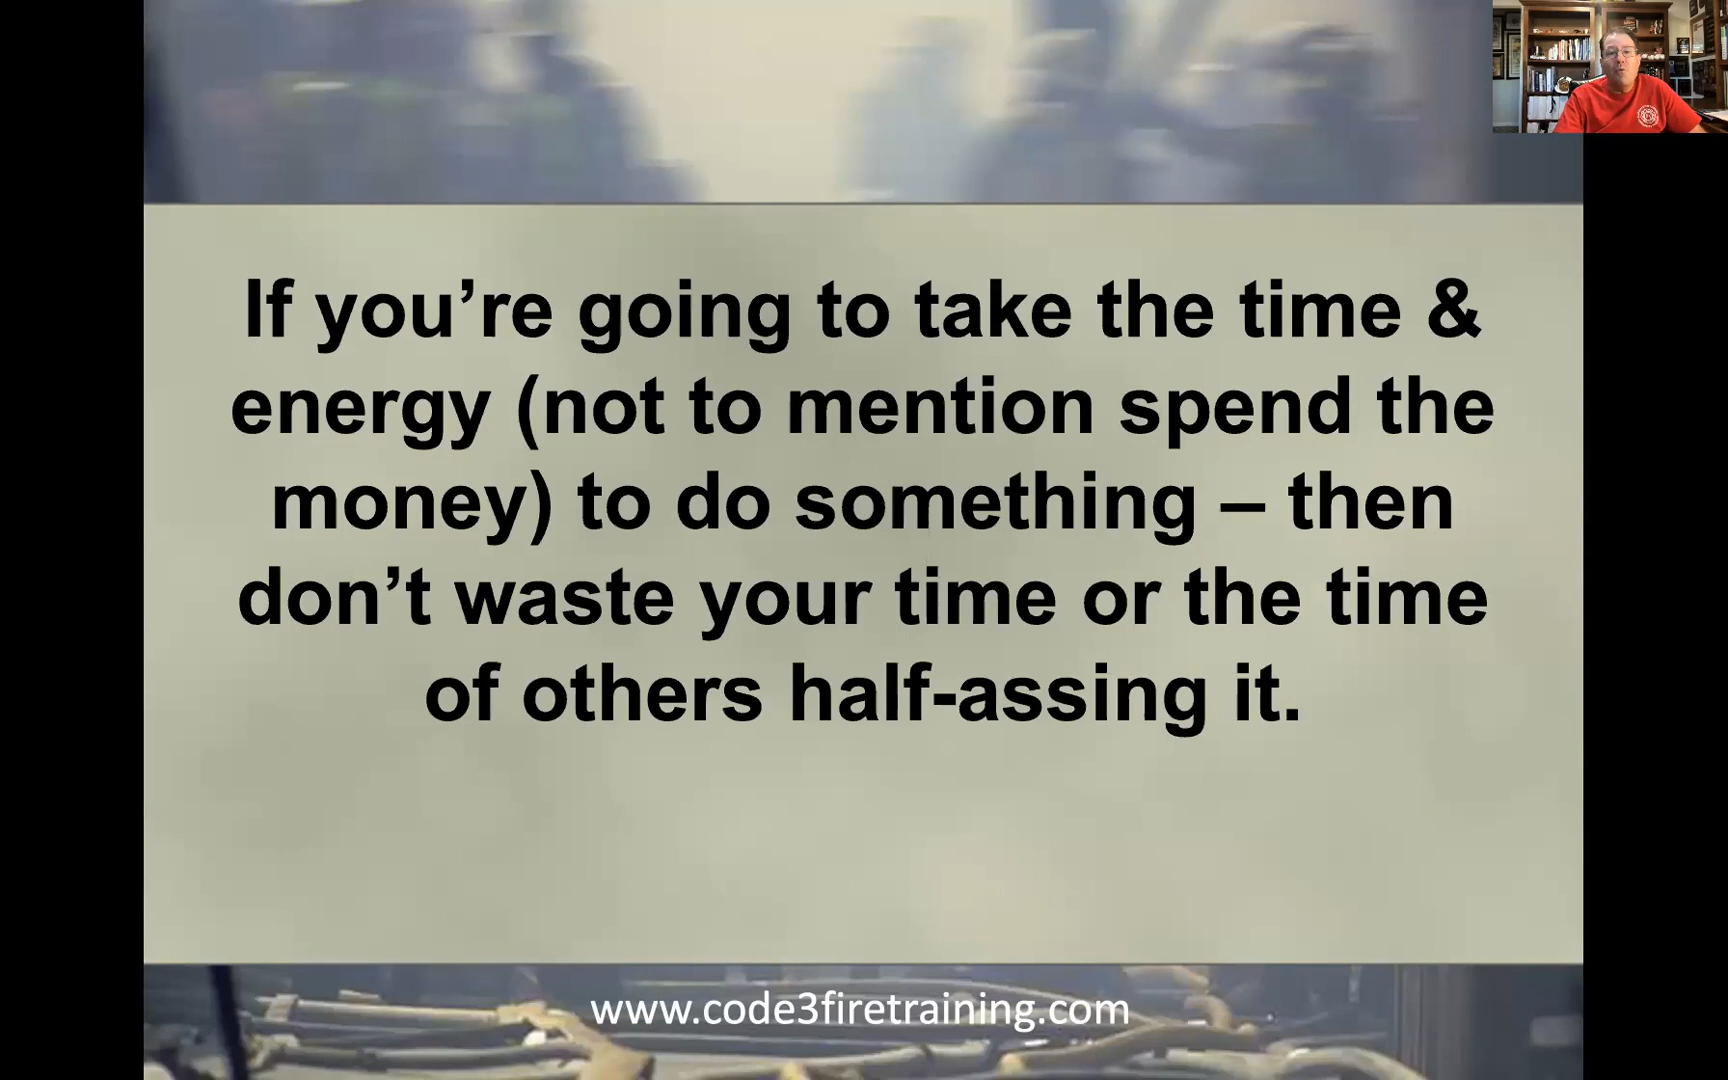 If you’re going to take the time &
energy (not to mention spend the
money) to do something – then
don’t waste your time or the time
of others half-assing it.
www.code3firetraining.com